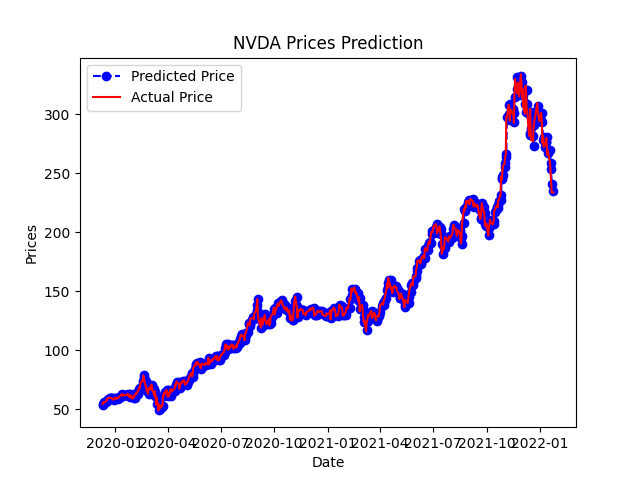 NVDA Prices Prediction
Predicted Price
Actual Price
Prices
300
250
200
150
100
50
2020-01 2020-04 2020-07 2020-10 2021-01 2021-04 2021-07 2021-10 2022-01
Date